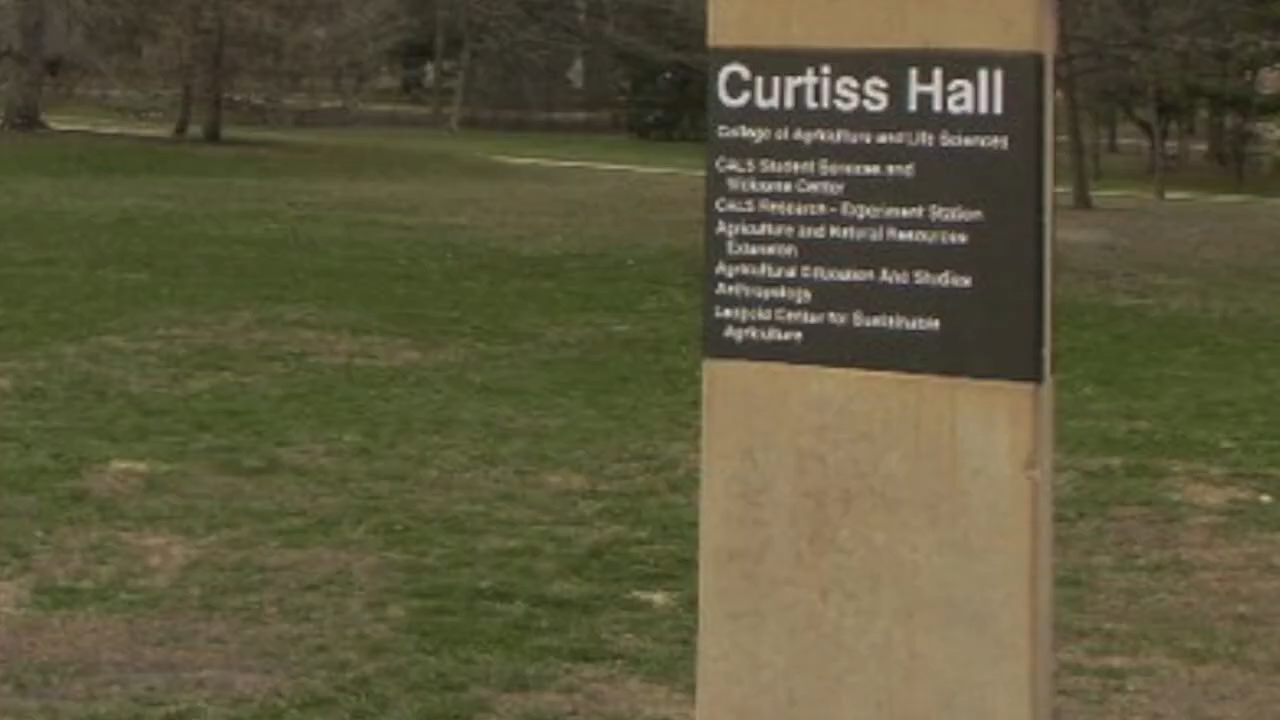 Curtiss Hall
College of Agriculture and Life Sciences
CALS Student Services and
Welcome Center
CALS Research - Experiment Station
Agriculture and Natural Resources
Extension
Agricultural Education And Studies
Anthropology
Leopold Center for Sustainable
Agriculture